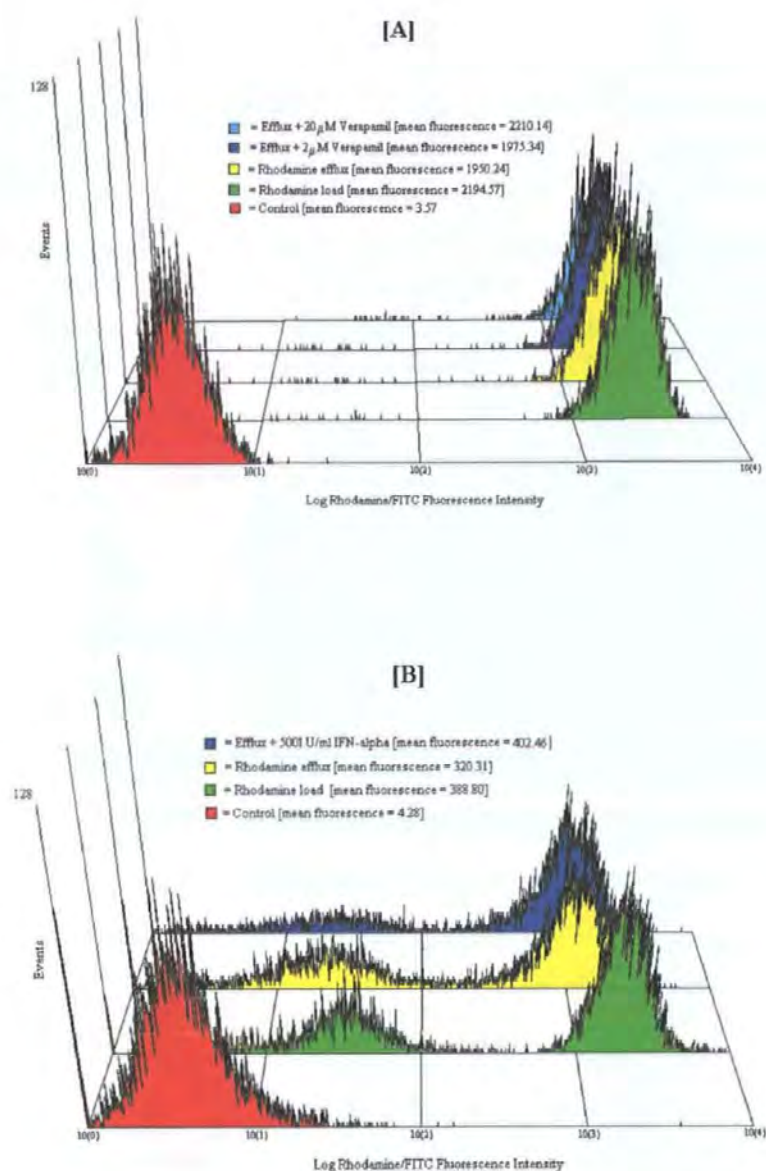 [A]
128
= Efflux + 20 μM Verapamil [mean fluorescence = 2210.14]
= Efflux + 2μM Verapamil [mean fluorescence = 1975.34]
= Rhodamine efflux [mean fluorescence = 1950.24]
= Rhodamine load [mean fluorescence = 2194.57]
= Control [mean fluorescence = 3.57
Events
10(0) 10(1) 10(2) 10(3) 10(4)
Log Rhodamine/FITC Fluorescence Intensity
[B]
= Efflux + 500I U/ml IFN-alpha [mean fluorescence = 402.46]
= Rhodamine efflux [mean fluorescence = 320.31]
= Rhodamine load [mean fluorescence = 388.80]
= Control [mean fluorescence = 4.28]
128
Events
10(0) 10(1) 10(2) 10(3) 10(4)
Log Rhodamine/FITC Fluorescence Intensity